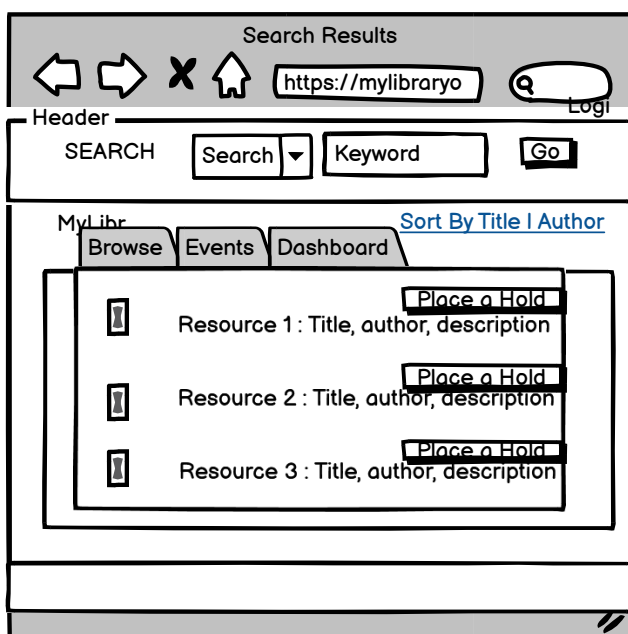 Search Results
https://mylibraryo
Logi
Header
SEARCH
Search
Keyword
Go
MyLibr
Sort By Title | Author
Browse
Events
Dashboard
Place a Hold
Resource 1 : Title, author, description
Place a Hold
Resource 2 : Title, author, description
Place a Hold
Resource 3 : Title, author, description